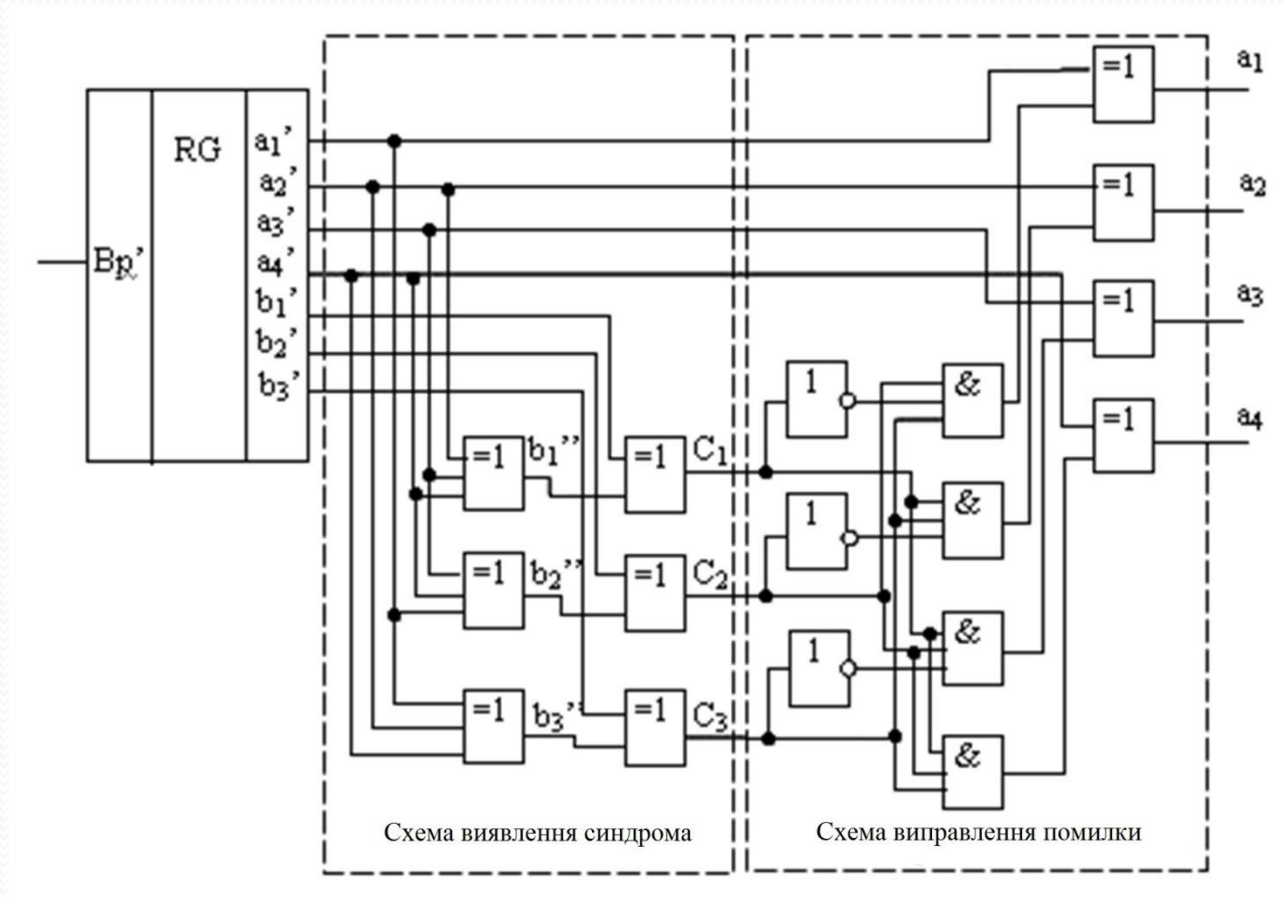 RG
Вр’
a1’
a2’
a3’
a4’
b1’
b2’
b3’
=1
b1’’
=1
C1
=1
b2’’
=1
C2
=1
b3’’
=1
C3
1
1
1
&
&
&
&
=1
a1
=1
a2
=1
a3
=1
a4
Схема виявлення синдрома
Схема виправлення помилки